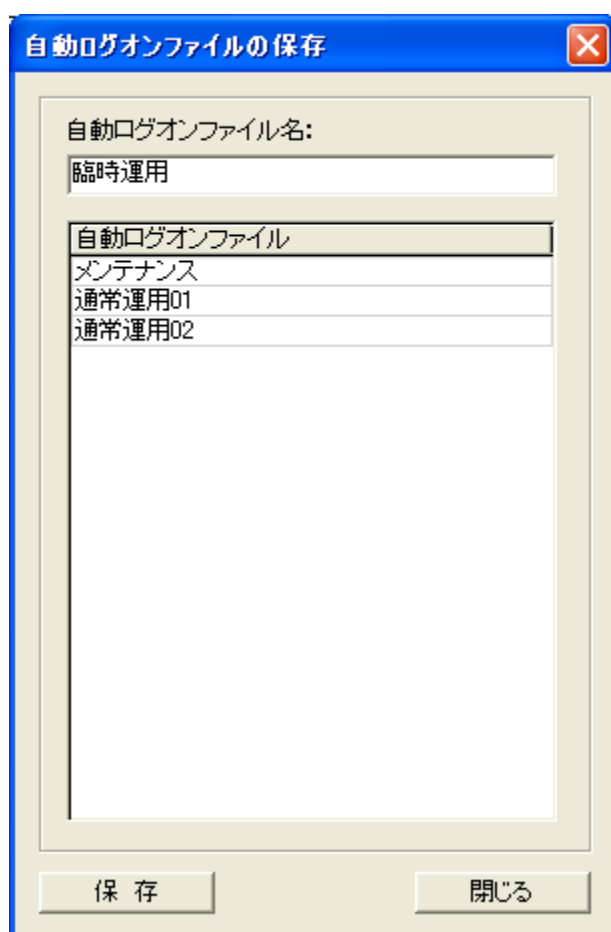 自動ログオンファイルの保存
自動ログオンファイル名:
臨時運用
自動ログオンファイル
メンテナンス
通常運用01
通常運用02
保 存
閉じる